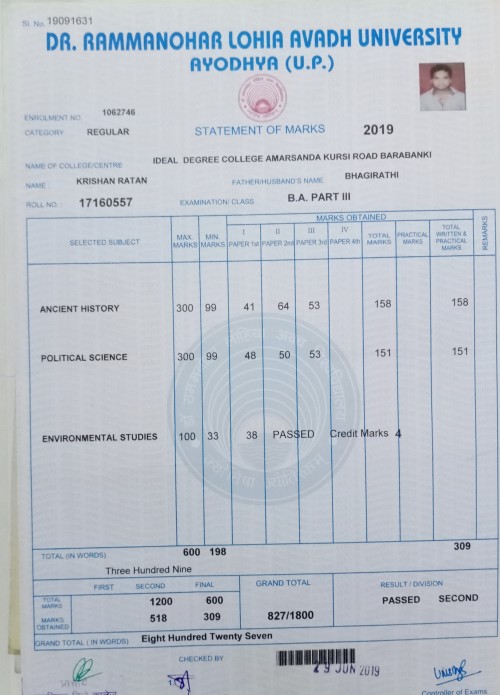 Sl. No. 19091631
DR. RAMMANOHAR LOHIA AVADH UNIVERSITY
AYODHYA (U.P.)
ENROLMENT NO 1062746
CATEGORY REGULAR STATEMENT OF MARKS 2019
NAME OF COLLEGE/CENTRE IDEAL DEGREE COLLEGE AMARSANDA KURSI ROAD BARABANKI
NAME : KRISHAN RATAN FATHER/HUSBAND'S NAME BHAGIRATHI
ROLL NO. : 17160557 EXAMINATION/ CLASS B.A. PART III
MARKS OBTAINED
SELECTED SUBJECT MAX. MARKS MIN. MARKS I PAPER 1st II PAPER 2nd III PAPER 3rd IV PAPER 4th TOTAL MARKS PRACTICAL MARKS TOTAL WRITTEN & PRACTICAL MARKS REMARKS
ANCIENT HISTORY 300 99 41 64 53 158 158
POLITICAL SCIENCE 300 99 48 50 53 151 151
ENVIRONMENTAL STUDIES 100 33 38 PASSED Credit Marks 4
TOTAL (IN WORDS) 600 198 309
Three Hundred Nine
FIRST SECOND FINAL GRAND TOTAL RESULT / DIVISION
TOTAL MARKS 1200 600 PASSED SECOND
MARKS OBTAINED 518 309 827/1800
GRAND TOTAL ( IN WORDS) Eight Hundred Twenty Seven
CHECKED BY 29 JUN 2019
Controller of Exams